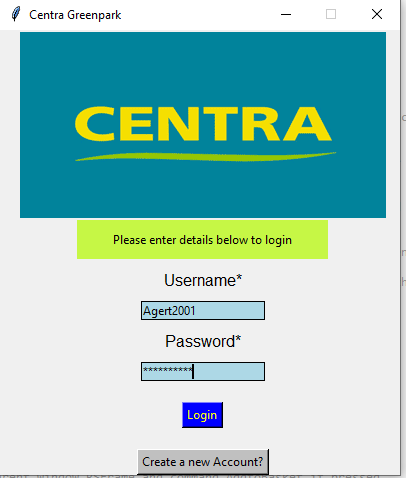 Centra Greenpark
CENTRA
Please enter details below to login
Username*
Agert2001
Password*
**********
Login
Create a new Account?